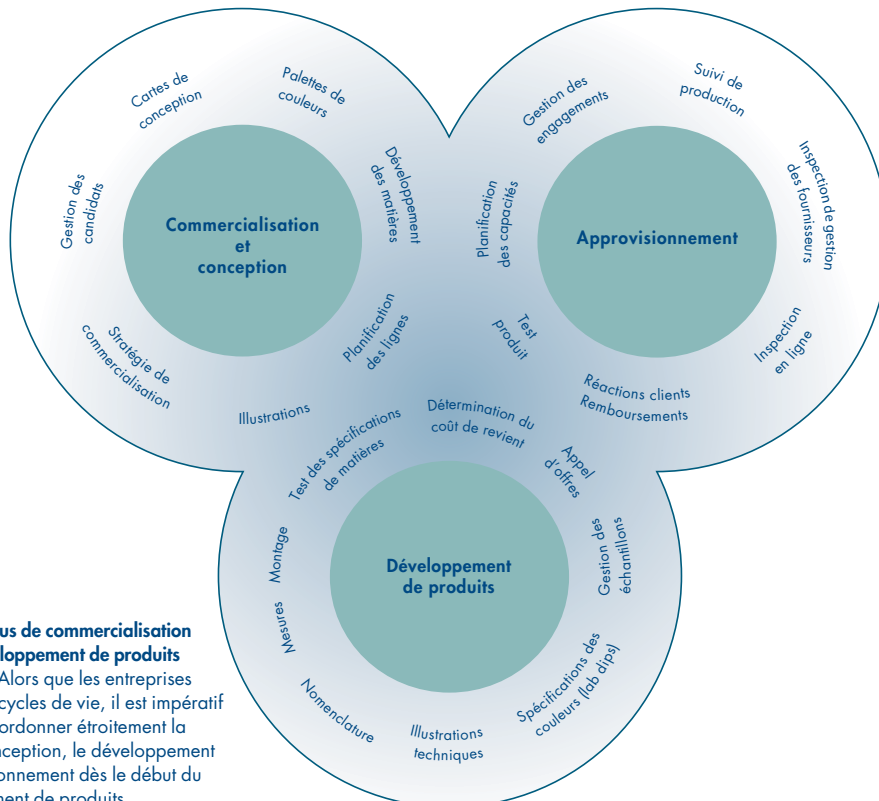 Cartes de
conception
Palettes de
couleurs
Développement
des matières
Gestion des
candidats
Commercialisation
et
conception
Stratégie de
commercialisation
Planification
des lignes
Illustrations
Gestion des
engagements
Suivi de
production
Planification
des capacités
Inspection de gestion
des fournisseurs
Approvisionnement
Test
produit
Inspection
en ligne
Réactions clients
Remboursements
Test des spécifications
de matières
Détermination du
coût de revient
Appel
d'offres
Montage
Gestion des
échantillons
Développement
de produits
Mesures
Nomenclature
Illustrations
techniques
Spécifications des
couleurs (lab dips)
us de commercialisation
loppement de produits
Alors que les entreprises
cycles de vie, il est impératif
ordonner étroitement la
nception, le développement
onnement dès le début du
ment de produits